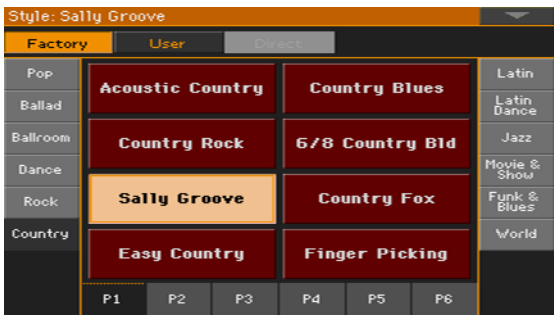 Style: Sally Groove
Factory User Direct
Pop
Ballad
Ballroom
Dance
Rock
Country
Acoustic Country Country Blues
Country Rock 6/8 Country Bld
Sally Groove Country Fox
Easy Country Finger Picking
P1 P2 P3 P4 P5 P6
Latin
Latin
Dance
Jazz
Movie &
Show
Funk &
Blues
World